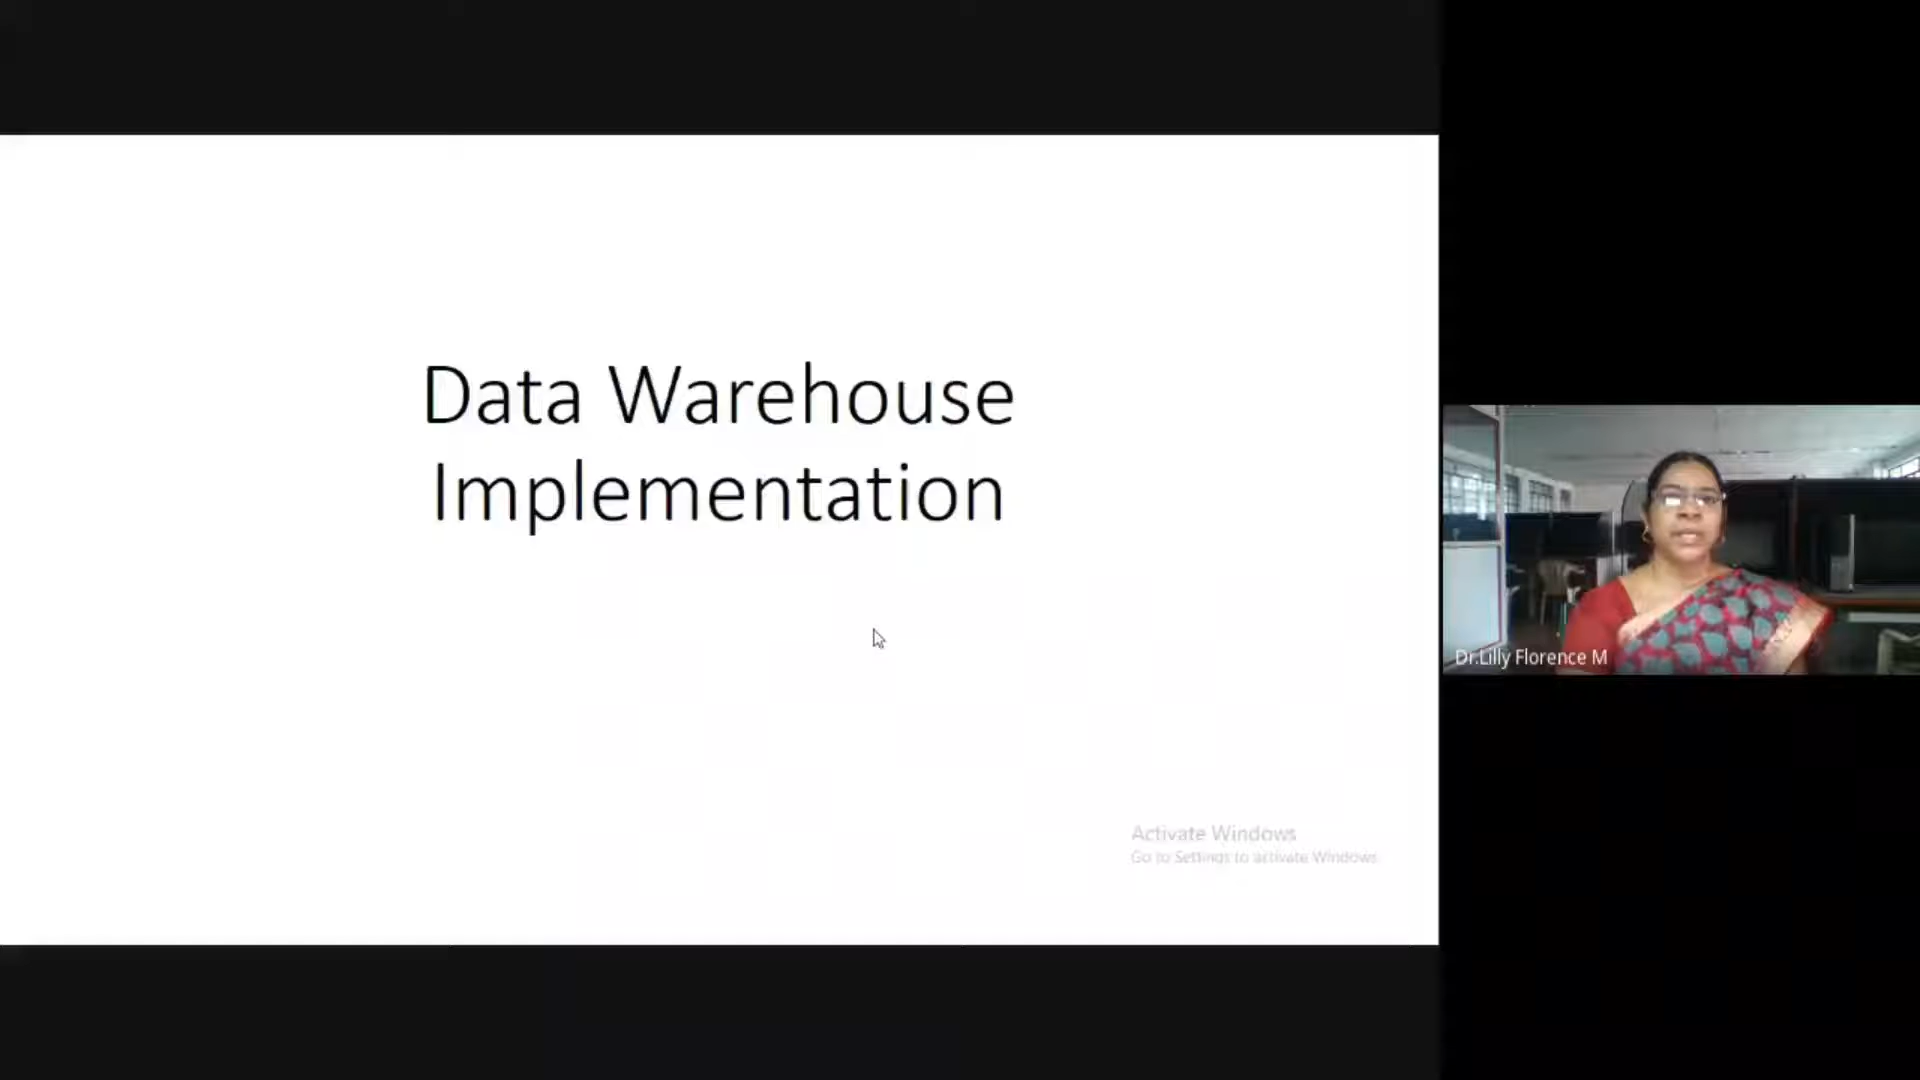 Data Warehouse
Implementation
Dr.Lilly Florence M
Activate Windows
Go to Settings to activate Windows.